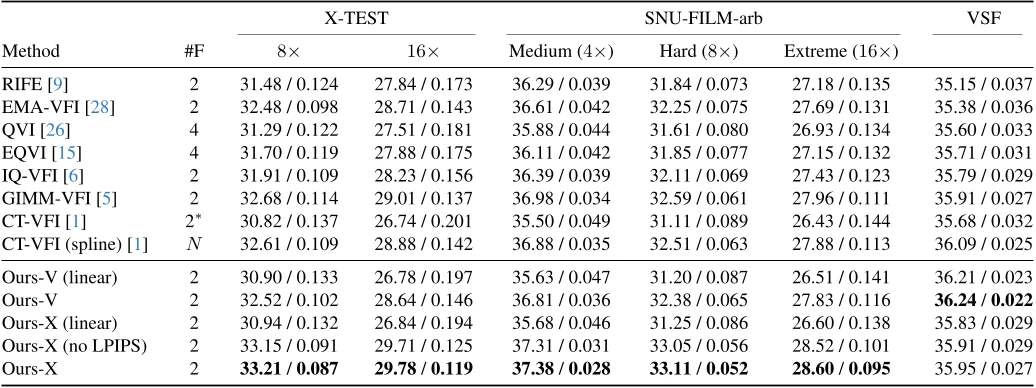 X-TEST SNU-FILM-arb VSF
Method #F 8× 16× Medium (4×) Hard (8×) Extreme (16×)
RIFE [9] 2 31.48 / 0.124 27.84 / 0.173 36.29 / 0.039 31.84 / 0.073 27.18 / 0.135 35.15 / 0.037
EMA-VFI [28] 2 32.48 / 0.098 28.71 / 0.143 36.61 / 0.042 32.25 / 0.075 27.69 / 0.131 35.38 / 0.036
QVI [26] 4 31.29 / 0.122 27.51 / 0.181 35.88 / 0.044 31.61 / 0.080 26.93 / 0.134 35.60 / 0.033
EQVI [15] 4 31.70 / 0.119 27.88 / 0.175 36.11 / 0.042 31.85 / 0.077 27.15 / 0.132 35.71 / 0.031
IQ-VFI [6] 2 31.91 / 0.109 28.23 / 0.156 36.39 / 0.039 32.11 / 0.069 27.43 / 0.123 35.79 / 0.029
GIMM-VFI [5] 2 32.68 / 0.114 29.01 / 0.137 36.98 / 0.034 32.59 / 0.061 27.96 / 0.111 35.91 / 0.027
CT-VFI [1] 2* 30.82 / 0.137 26.74 / 0.201 35.50 / 0.049 31.11 / 0.089 26.43 / 0.144 35.68 / 0.032
CT-VFI (spline) [1] N 32.61 / 0.109 28.88 / 0.142 36.88 / 0.035 32.51 / 0.063 27.88 / 0.113 36.09 / 0.025
Ours-V (linear) 2 30.90 / 0.133 26.78 / 0.197 35.63 / 0.047 31.20 / 0.087 26.51 / 0.141 36.21 / 0.023
Ours-V 2 32.52 / 0.102 28.64 / 0.146 36.81 / 0.036 32.38 / 0.065 27.83 / 0.116 36.24 / 0.022
Ours-X (linear) 2 30.94 / 0.132 26.84 / 0.194 35.68 / 0.046 31.25 / 0.086 26.60 / 0.138 35.83 / 0.029
Ours-X (no LPIPS) 2 33.15 / 0.091 29.71 / 0.125 37.31 / 0.031 33.05 / 0.056 28.52 / 0.101 35.91 / 0.029
Ours-X 2 33.21 / 0.087 29.78 / 0.119 37.38 / 0.028 33.11 / 0.052 28.60 / 0.095 35.95 / 0.027